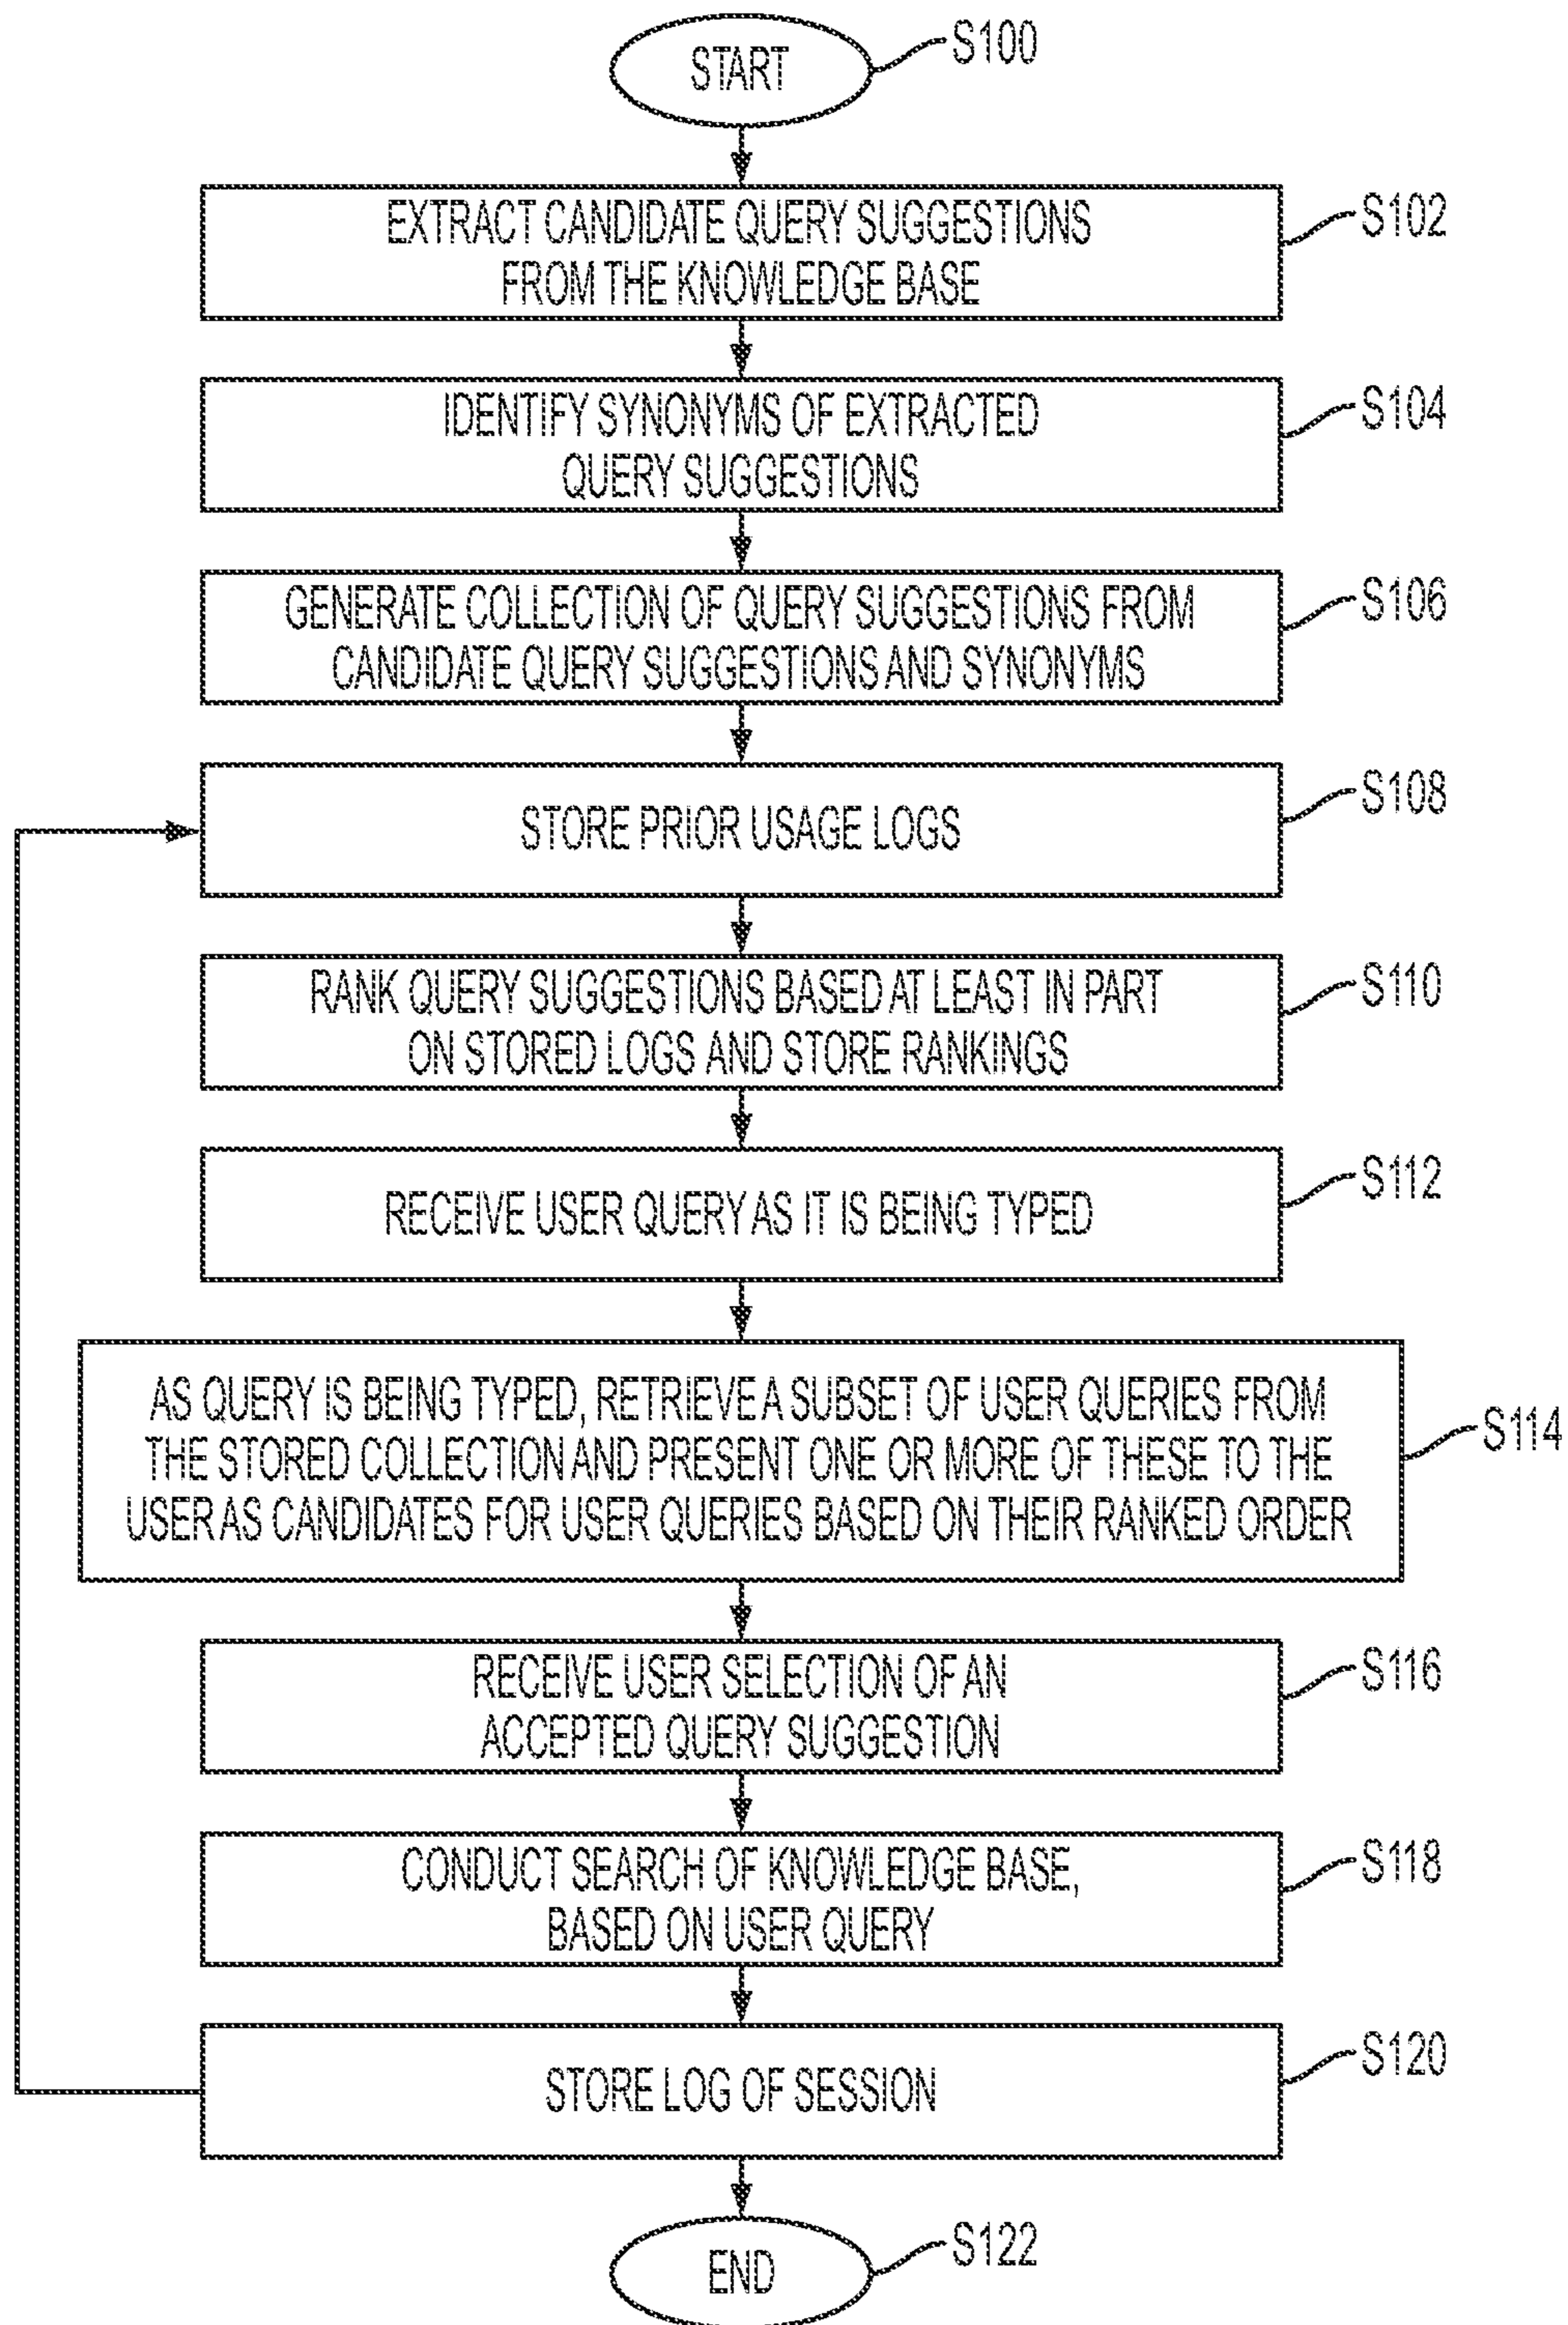 START
S100
EXTRACT CANDIDATE QUERY SUGGESTIONS
FROM THE KNOWLEDGE BASE
S102
IDENTIFY SYNONYMS OF EXTRACTED
QUERY SUGGESTIONS
S104
GENERATE COLLECTION OF QUERY SUGGESTIONS FROM
CANDIDATE QUERY SUGGESTIONS AND SYNONYMS
S106
STORE PRIOR USAGE LOGS
S108
RANK QUERY SUGGESTIONS BASED AT LEAST IN PART
ON STORED LOGS AND STORE RANKINGS
S110
RECEIVE USER QUERY AS IT IS BEING TYPED
S112
AS QUERY IS BEING TYPED, RETRIEVE A SUBSET OF USER QUERIES FROM
THE STORED COLLECTION AND PRESENT ONE OR MORE OF THESE TO THE
USER AS CANDIDATES FOR USER QUERIES BASED ON THEIR RANKED ORDER
S114
RECEIVE USER SELECTION OF AN
ACCEPTED QUERY SUGGESTION
S116
CONDUCT SEARCH OF KNOWLEDGE BASE,
BASED ON USER QUERY
S118
STORE LOG OF SESSION
S120
END
S122